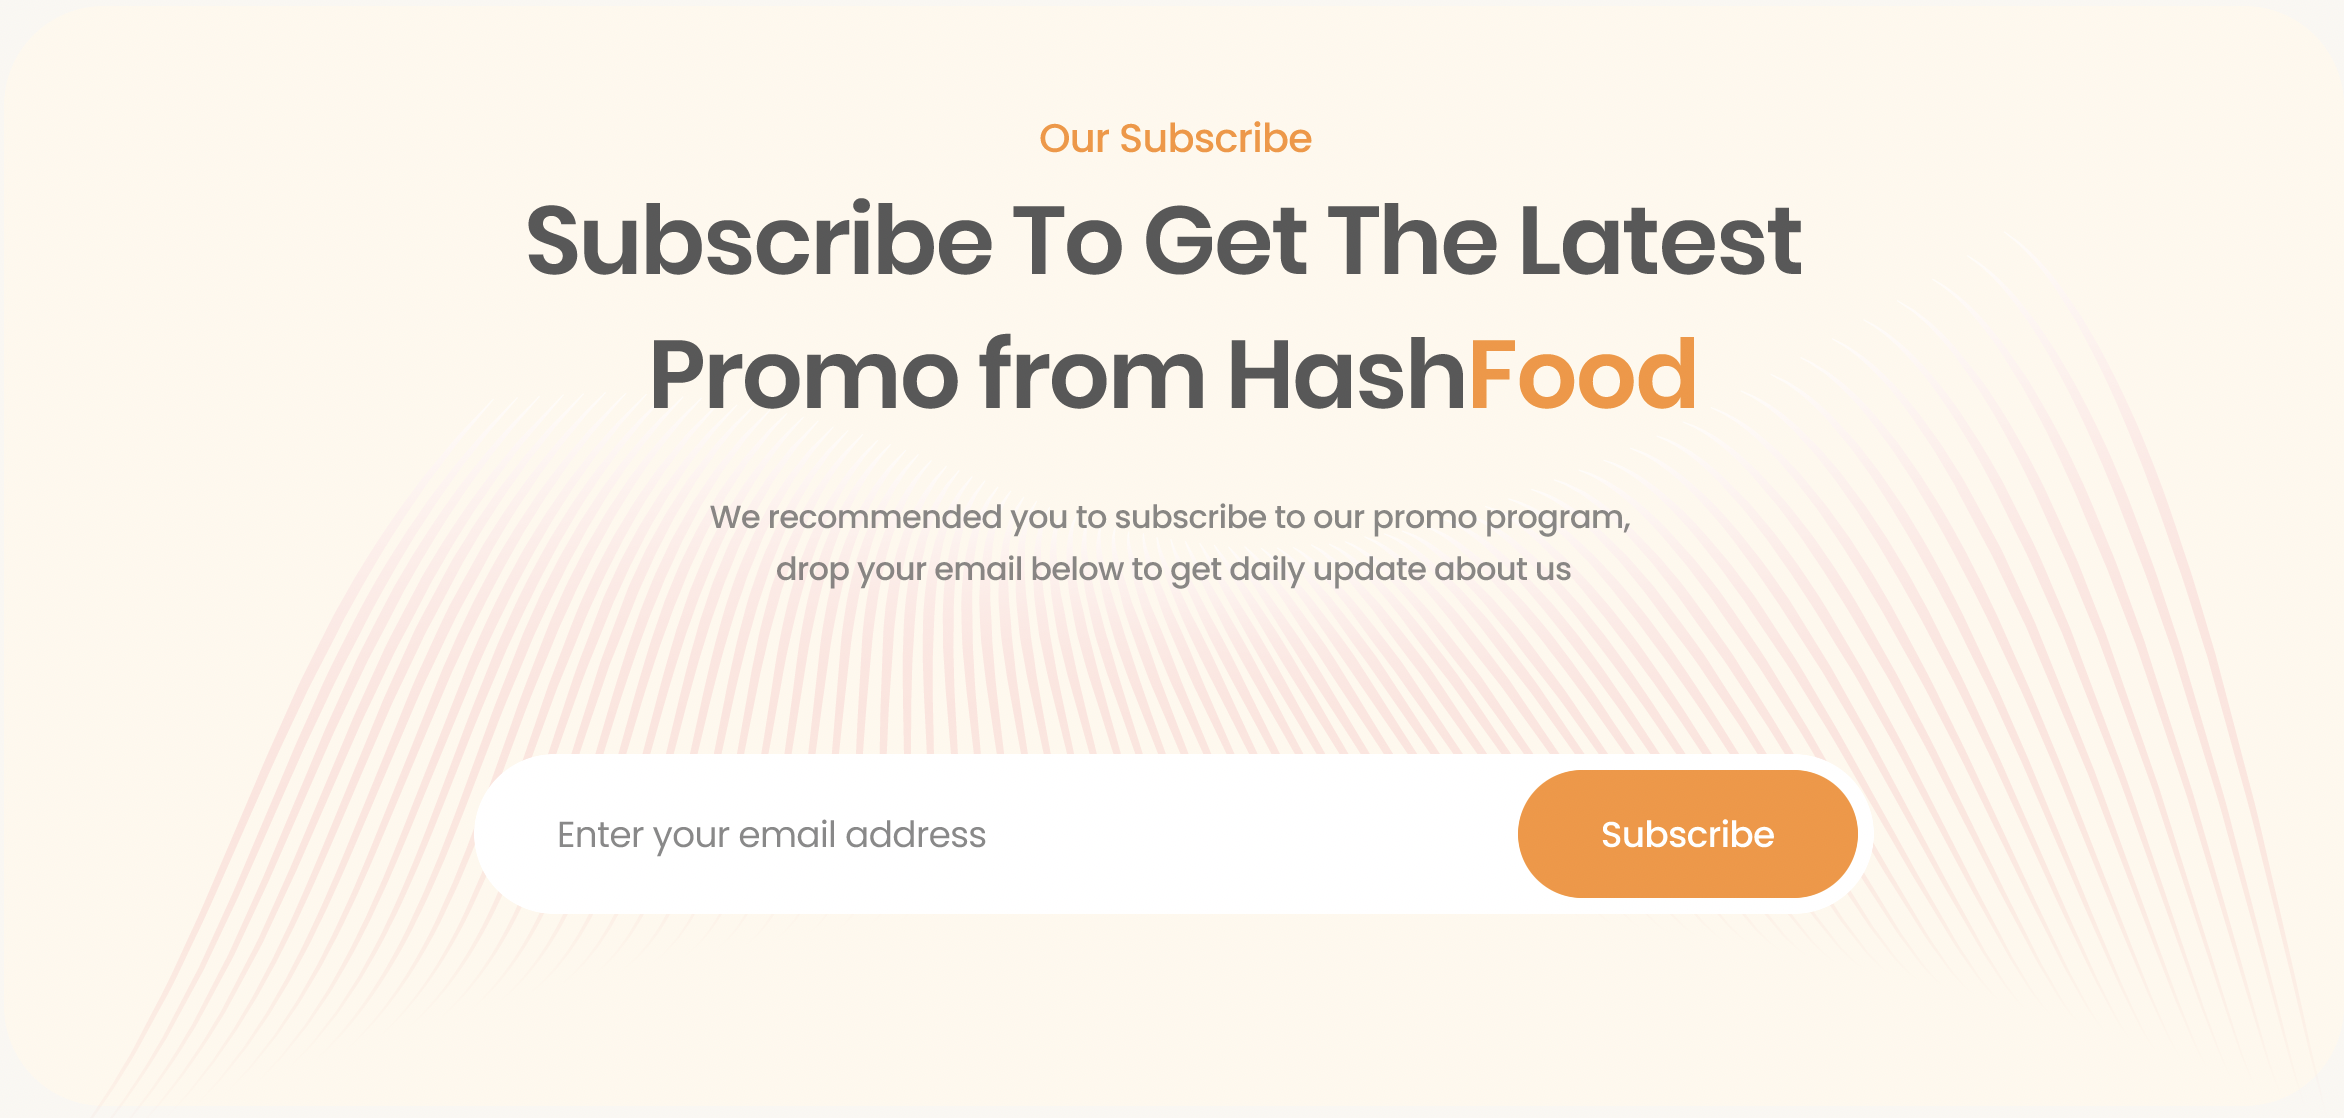 Our Subscribe
Subscribe To Get The Latest
Promo from HashFood
We recommended you to subscribe to our promo program,
drop your email below to get daily update about us
Enter your email address
Subscribe